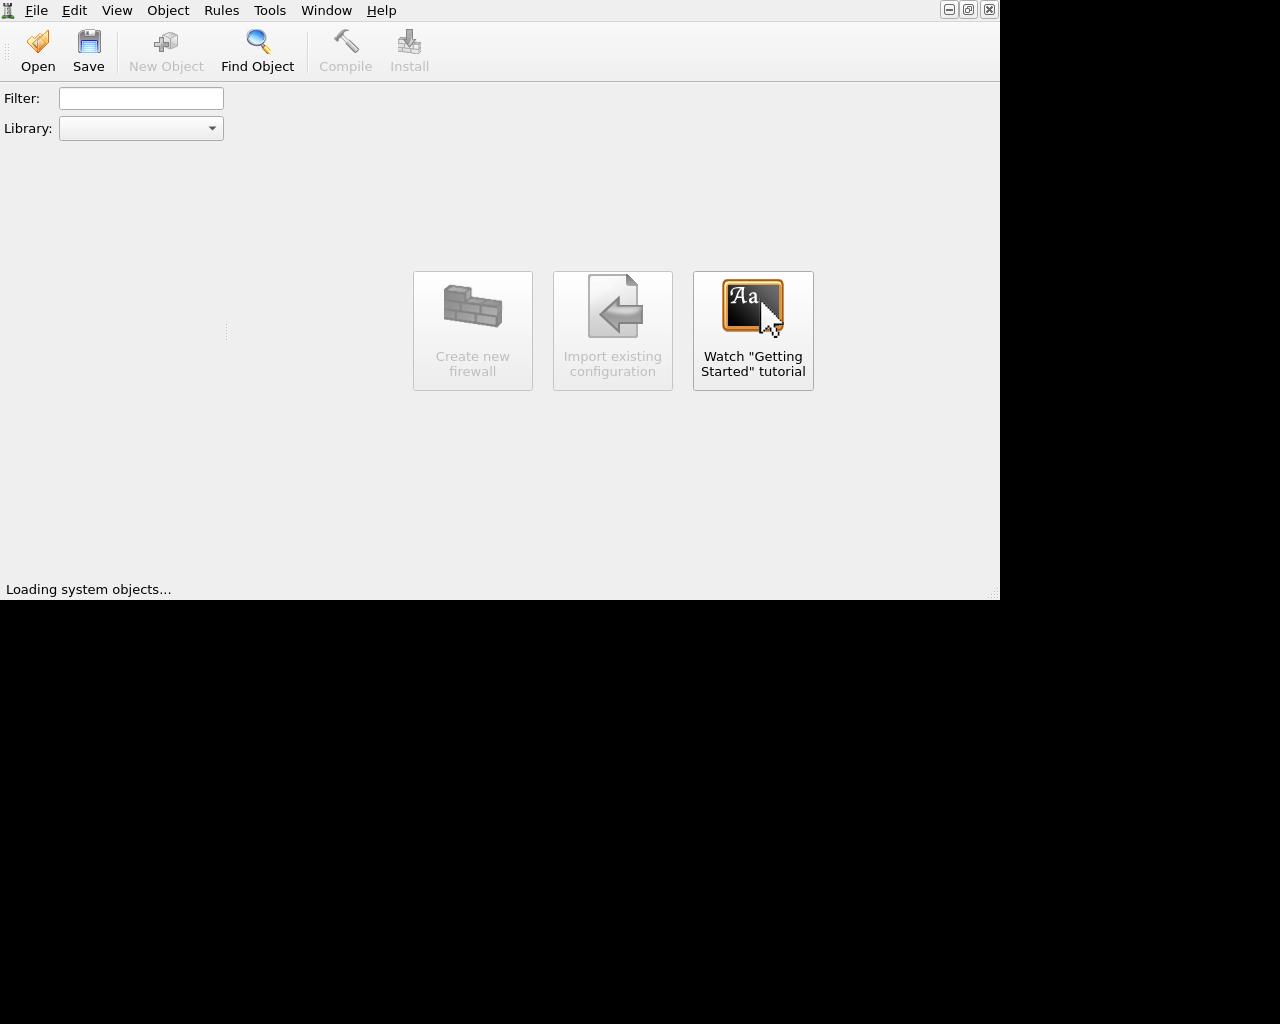 File Edit View Object Rules Tools Window Help
Open Save New Object Find Object Compile Install
Filter:
Library:
Aa
Create new
firewall
Import existing
configuration
Watch "Getting
Started" tutorial
Loading system objects...